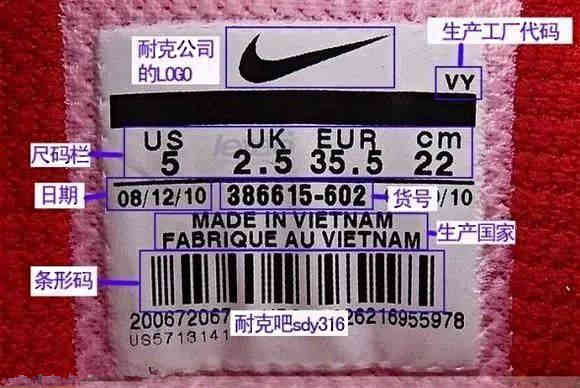 生产工厂代码
耐克公司
的LOGO
VY
US UK EUR cm
尺码栏
5 2.5 35.5 22
日期 08/12/10 386615-602 货号 /10
MADE IN VIETNAM
FABRIQUE AU VIETNAM
生产国家
条形码
200672067 26216955978
耐克吧sdy316
US5713141